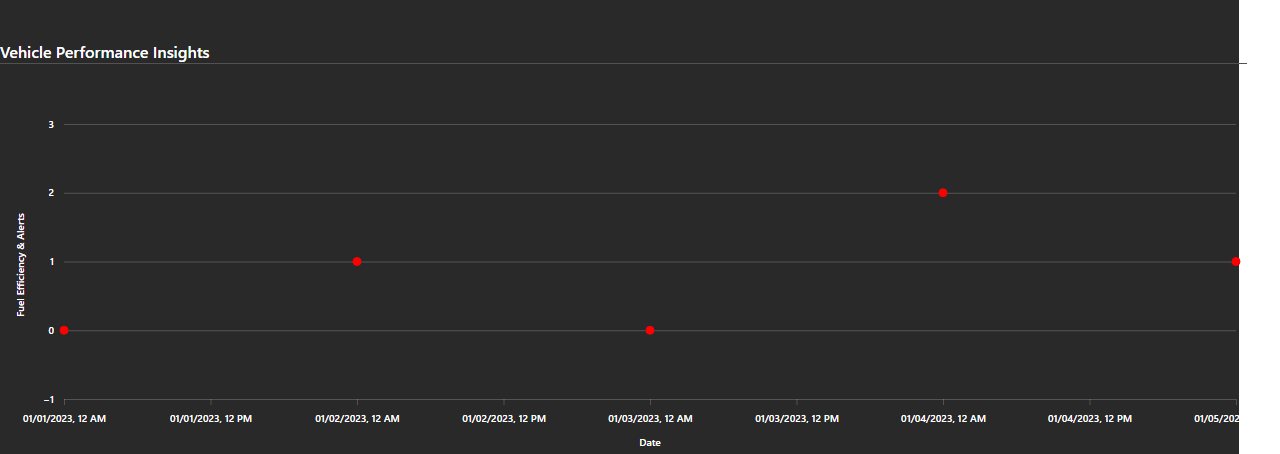 Vehicle Performance Insights
3
2
1
0
−1
Fuel Efficiency & Alerts
01/01/2023, 12 AM 01/01/2023, 12 PM 01/02/2023, 12 AM 01/02/2023, 12 PM 01/03/2023, 12 AM 01/03/2023, 12 PM 01/04/2023, 12 AM 01/04/2023, 12 PM 01/05/202
Date